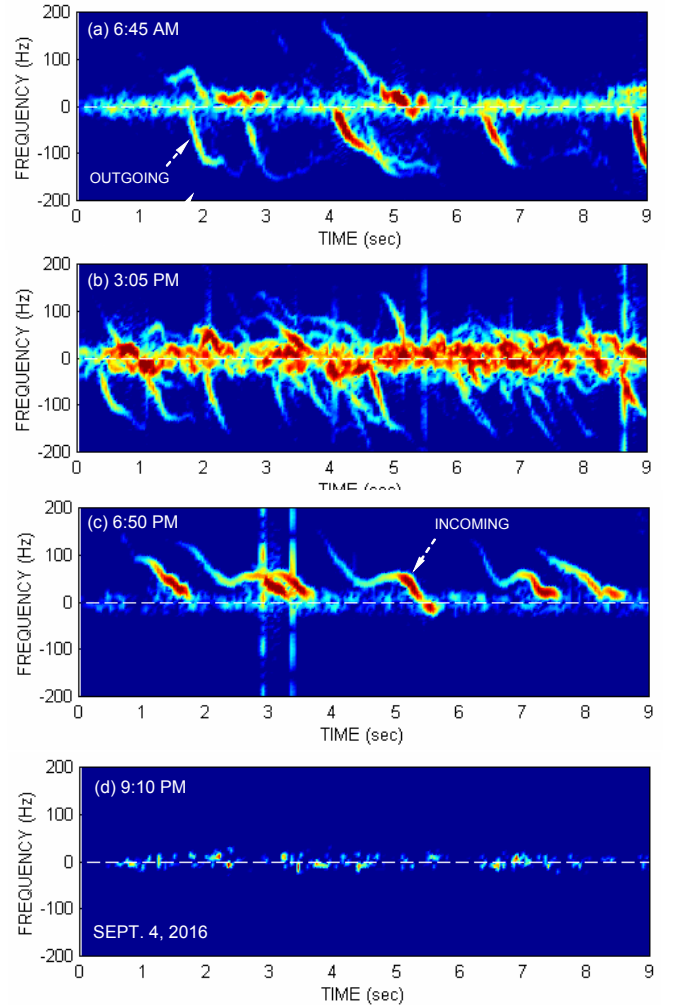 (a) 6:45 AM
FREQUENCY (Hz)
200
100
0
-100
-200
OUTGOING
0 1 2 3 4 5 6 7 8 9
TIME (sec)
(b) 3:05 PM
FREQUENCY (Hz)
200
100
0
-100
-200
0 1 2 3 4 5 6 7 8 9
TIME (sec)
(c) 6:50 PM
FREQUENCY (Hz)
200
100
0
-100
-200
INCOMING
0 1 2 3 4 5 6 7 8 9
TIME (sec)
(d) 9:10 PM
FREQUENCY (Hz)
200
100
0
-100
-200
SEPT. 4, 2016
0 1 2 3 4 5 6 7 8 9
TIME (sec)